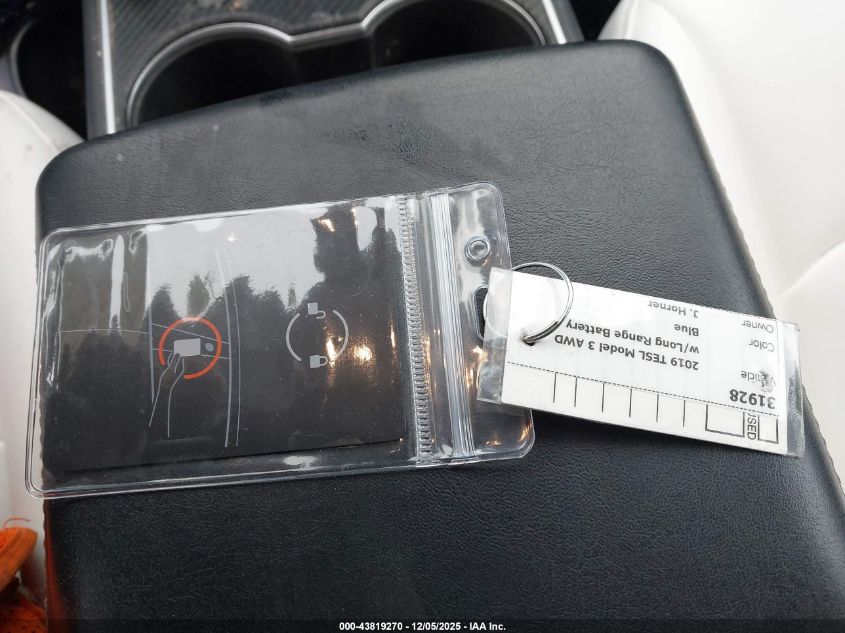 31928
USED
Vehicle
2019 TESL Model 3 AWD
w/Long Range Battery
Color
Blue
Owner
J. Horner
000-43819270 - 12/05/2025 - IAA Inc.